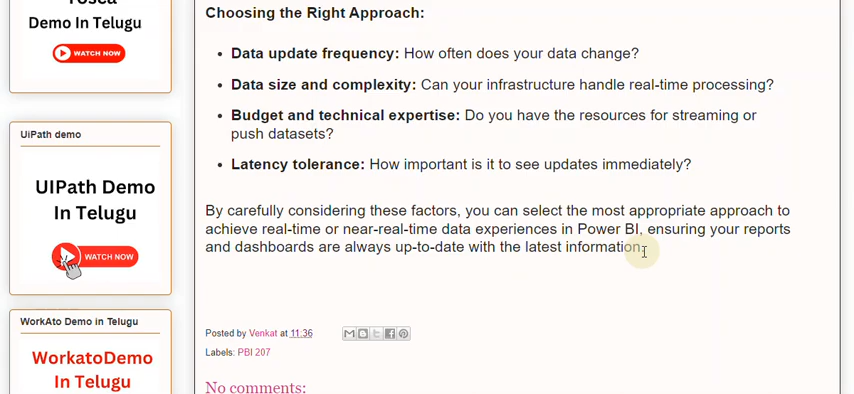 Tosca
Demo In Telugu
WATCH NOW
UiPath demo
UIPath Demo
In Telugu
WATCH NOW
WorkAto Demo in Telugu
WorkatoDemo
In Telugu
Choosing the Right Approach:
• Data update frequency: How often does your data change?
• Data size and complexity: Can your infrastructure handle real-time processing?
• Budget and technical expertise: Do you have the resources for streaming or
push datasets?
• Latency tolerance: How important is it to see updates immediately?
By carefully considering these factors, you can select the most appropriate approach to
achieve real-time or near-real-time data experiences in Power BI, ensuring your reports
and dashboards are always up-to-date with the latest information.
Posted by Venkat at 11.36
Labels: PBI 207
No comments: